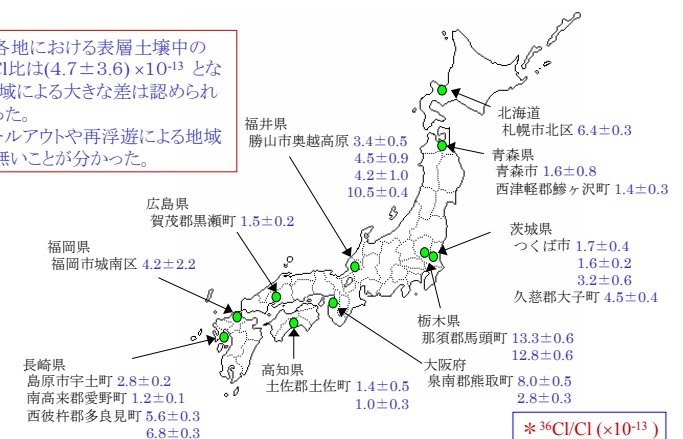 各地における表層土壌中の
Cl比は(4.7±3.6)×10⁻¹³ とな
域による大きな差は認められ
った。
ールアウトや再浮遊による地域
無いことが分かった。
北海道
札幌市北区 6.4±0.3
青森県
青森市 1.6±0.8
西津軽郡鰺ヶ沢町 1.4±0.3
福井県
勝山市奥越高原 3.4±0.5
4.5±0.9
4.2±1.0
10.5±0.4
広島県
賀茂郡黒瀬町 1.5±0.2
茨城県
つくば市 1.7±0.4
1.6±0.2
3.2±0.6
久慈郡大子町 4.5±0.4
福岡県
福岡市城南区 4.2±2.2
栃木県
那須郡馬頭町 13.3±0.6
12.8±0.6
大阪府
泉南郡熊取町 8.0±0.5
2.8±0.3
高知県
土佐郡土佐町 1.4±0.5
1.0±0.3
長崎県
島原市宇土町 2.8±0.2
南高来郡愛野町 1.2±0.1
西彼杵郡多良見町 5.6±0.3
6.8±0.3
＊³⁶Cl/Cl (×10⁻¹³ )